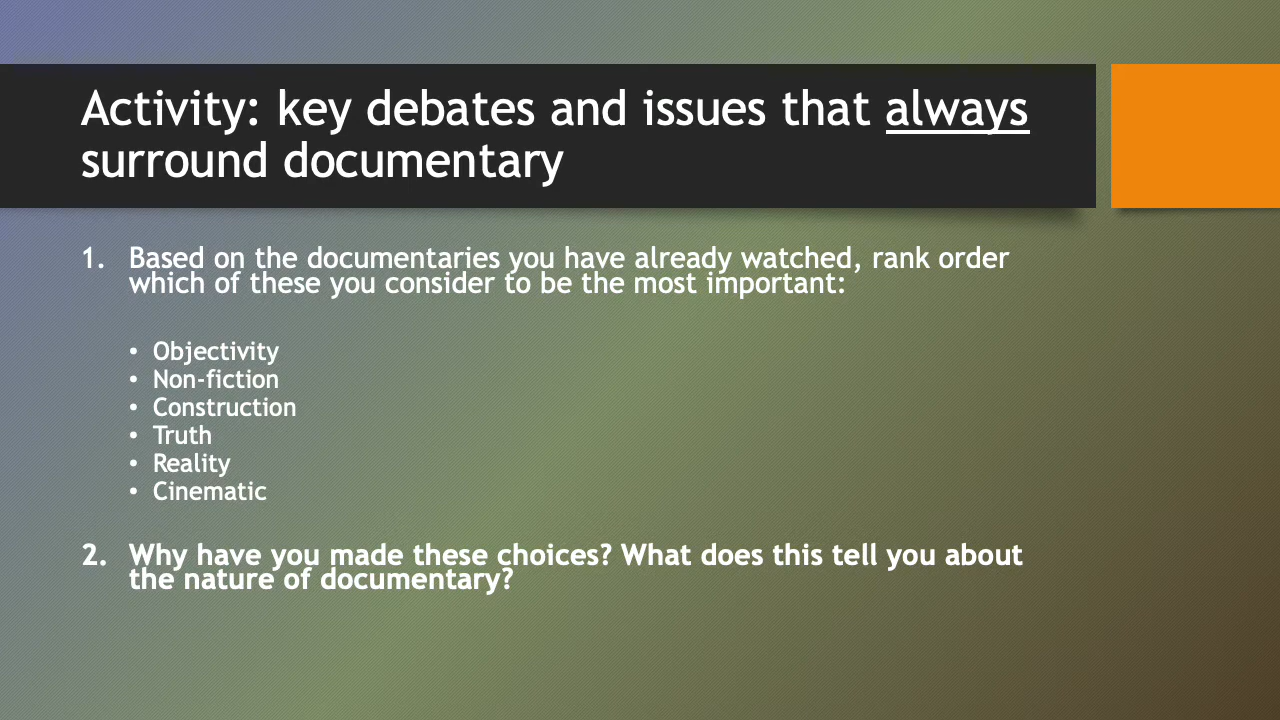 Activity: key debates and issues that always
surround documentary
1. Based on the documentaries you have already watched, rank order
which of these you consider to be the most important:
• Objectivity
• Non-fiction
• Construction
• Truth
• Reality
• Cinematic
2. Why have you made these choices? What does this tell you about
the nature of documentary?